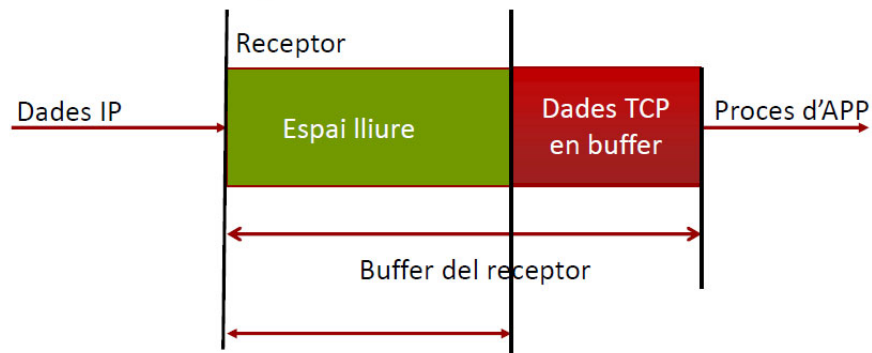 Receptor
Dades IP
Espai lliure
Dades TCP
en buffer
Proces d'APP
Buffer del receptor